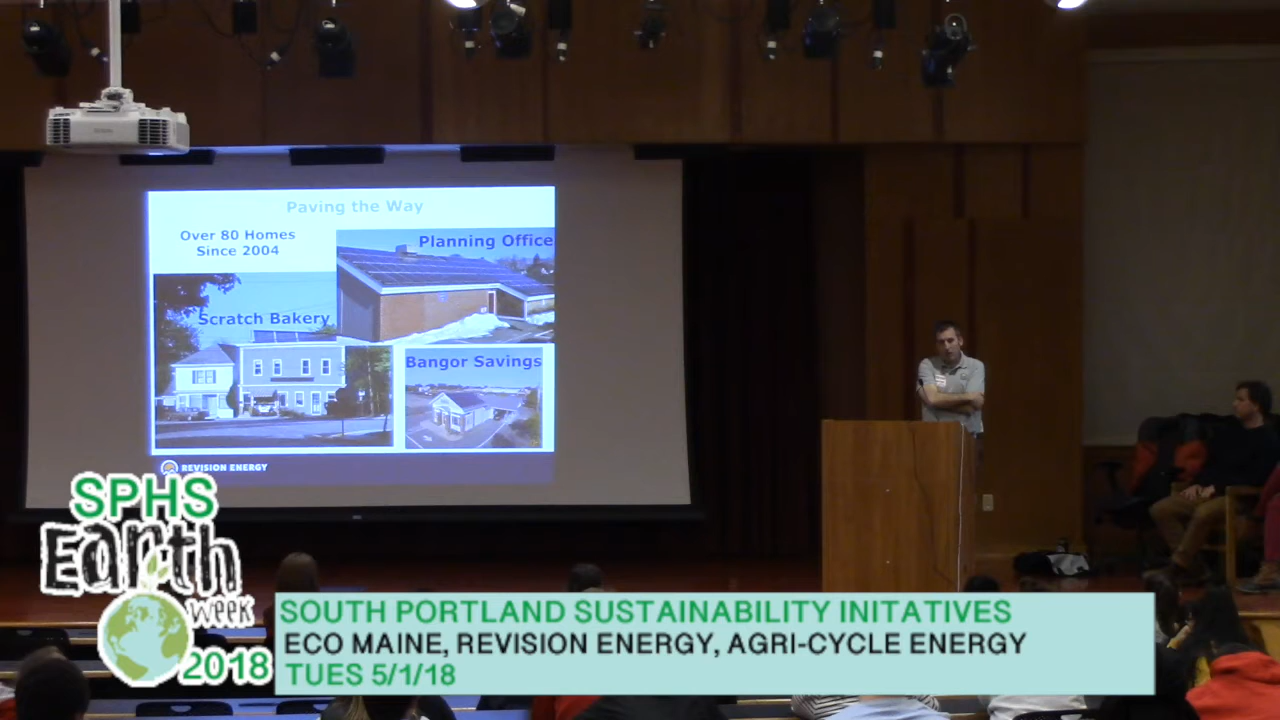 Paving the Way
Over 80 Homes
Since 2004
Planning Office
Scratch Bakery
Bangor Savings
REVISION ENERGY
SPHS
Earth
week
2018
SOUTH PORTLAND SUSTAINABILITY INITATIVES
ECO MAINE, REVISION ENERGY, AGRI-CYCLE ENERGY
TUES 5/1/18